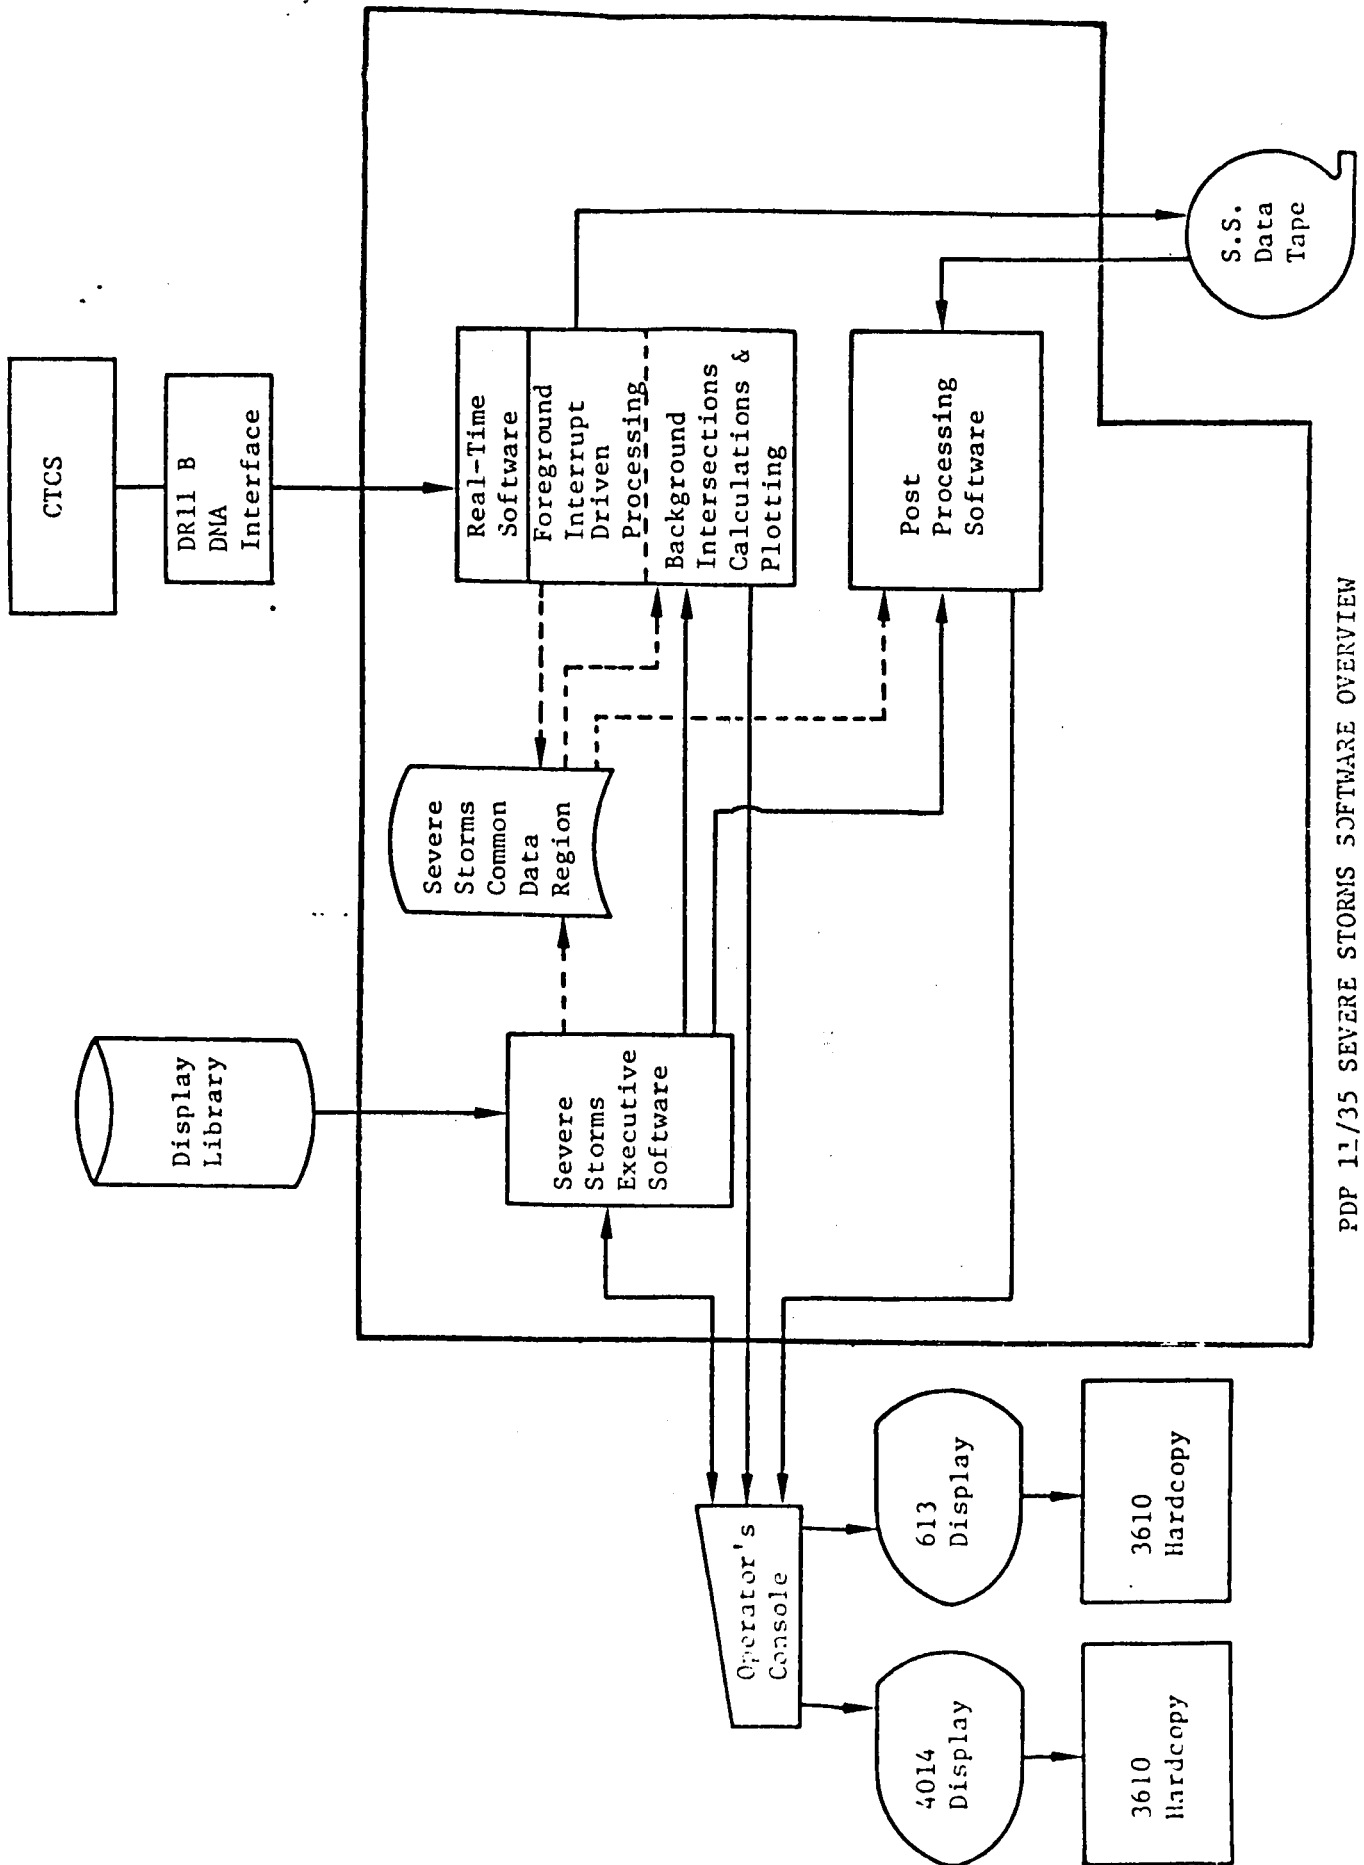 CTCS
DR11 B
DMA
Interface
Display
Library
Real-Time
Software
Foreground
Interrupt
Driven
Processing
Background
Intersections
Calculations &
Plotting
Severe
Storms
Common
Data
Region
Severe
Storms
Executive
Software
Post
Processing
Software
S.S.
Data
Tape
Operator's
Console
613
Display
4014
Display
3610
Hardcopy
3610
Hardcopy
PDP 11/35 SEVERE STORMS SOFTWARE OVERVIEW